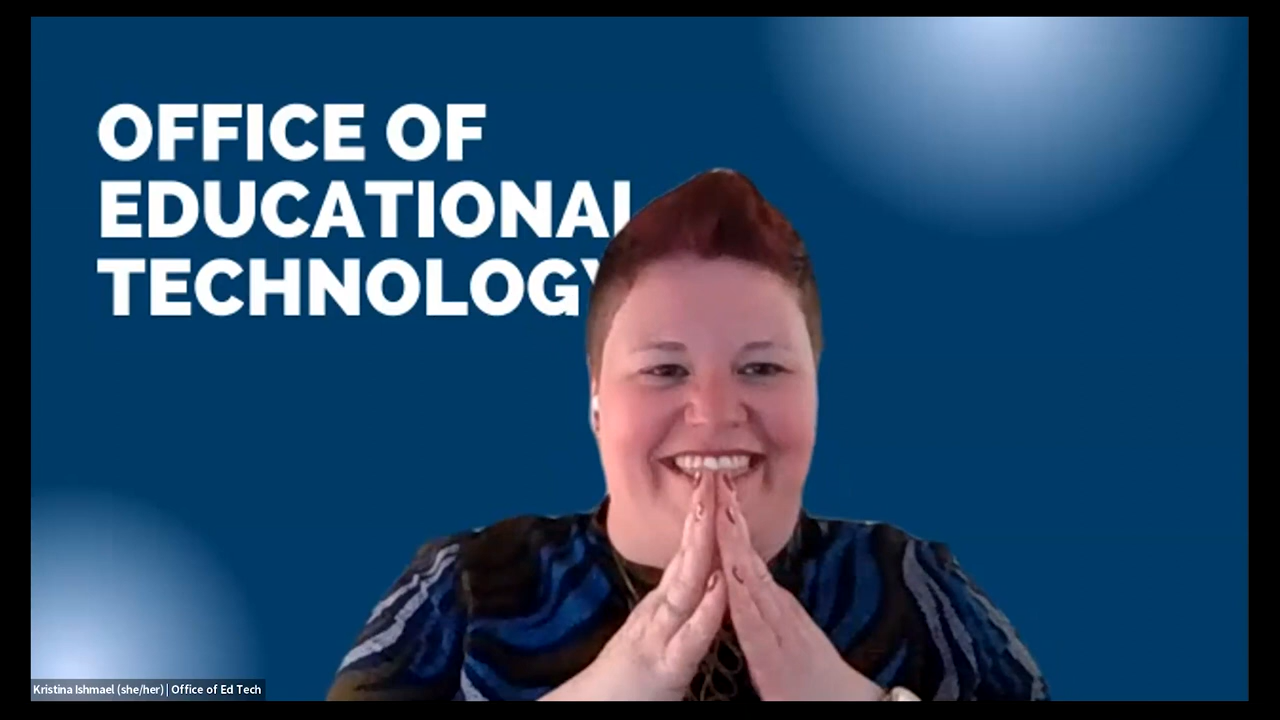 OFFICE OF
EDUCATIONAL
TECHNOLOGY
Kristina Ishmael (she/her) | Office of Ed Tech